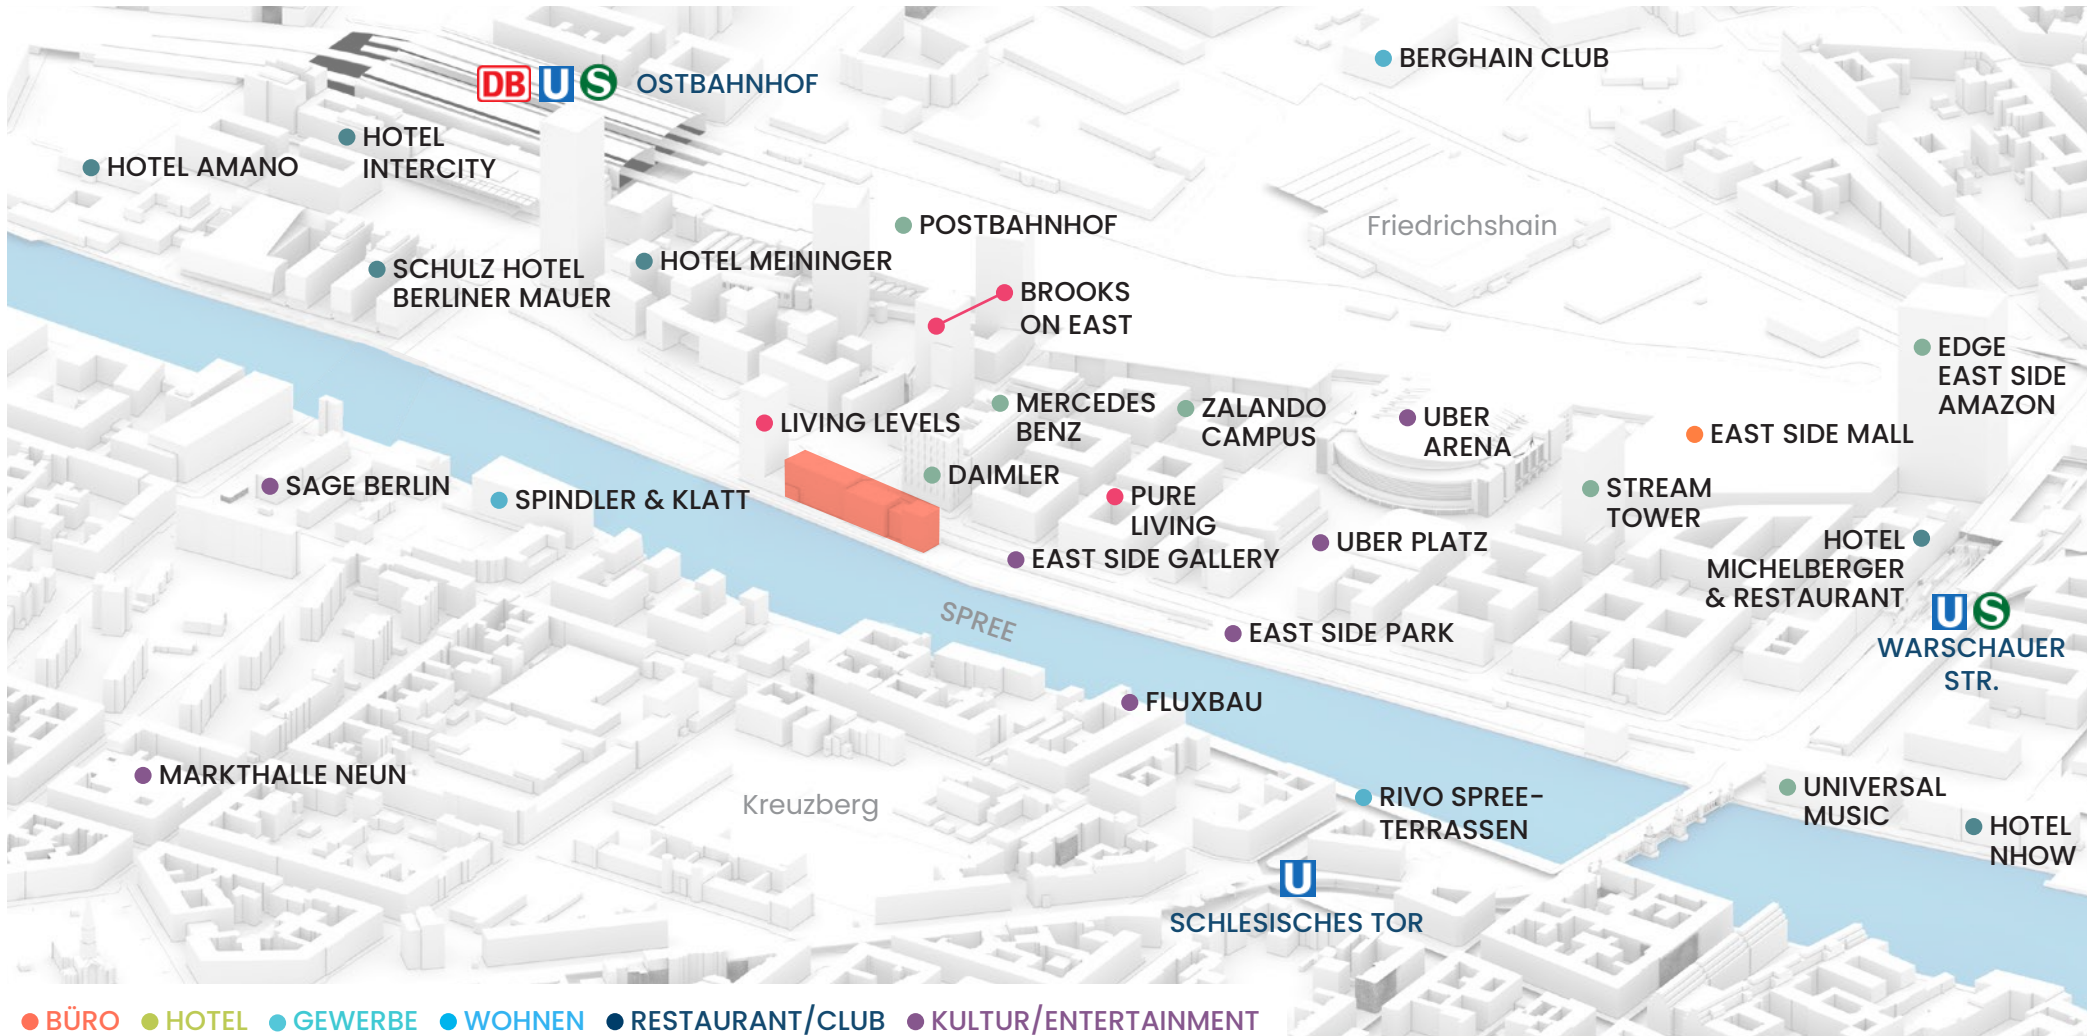 BERGHAIN CLUB
DB U S OSTBAHNHOF
HOTEL
INTERCITY
HOTEL AMANO
POSTBAHNHOF
Friedrichshain
HOTEL MEININGER
SCHULZ HOTEL
BERLINER MAUER
BROOKS
ON EAST
EDGE
EAST SIDE
AMAZON
MERCEDES
BENZ
ZALANDO
CAMPUS
UBER
ARENA
LIVING LEVELS
EAST SIDE MALL
DAIMLER
SAGE BERLIN
SPINDLER & KLATT
PURE
LIVING
STREAM
TOWER
EAST SIDE GALLERY
UBER PLATZ
HOTEL
MICHELBERGER
& RESTAURANT
U S
WARSCHAUER
STR.
SPREE
EAST SIDE PARK
FLUXBAU
MARKTHALLE NEUN
Kreuzberg
RIVO SPREE-
TERRASSEN
UNIVERSAL
MUSIC
HOTEL
NHOW
U
SCHLESISCHES TOR
BÜRO HOTEL GEWERBE WOHNEN RESTAURANT/CLUB KULTUR/ENTERTAINMENT